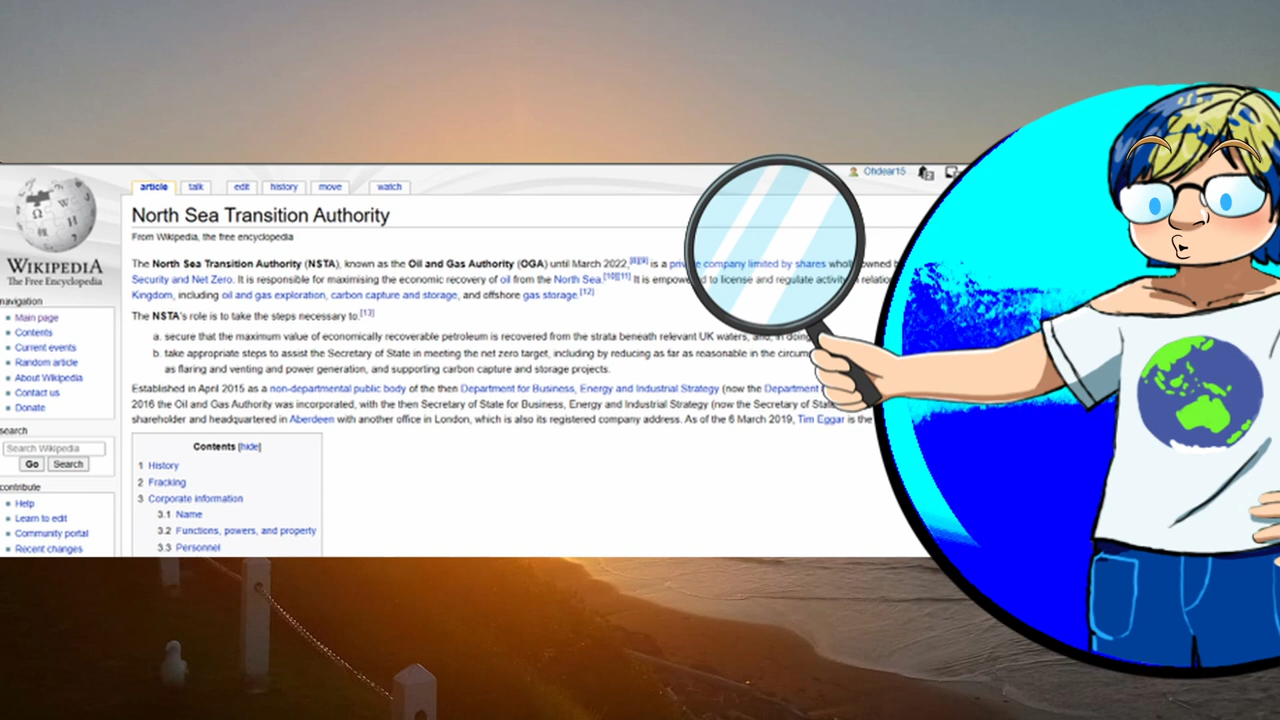 Ohdear15
article talk edit history move watch
North Sea Transition Authority
From Wikipedia, the free encyclopedia
WIKIPEDIA
The Free Encyclopedia
navigation
Main page
Contents
Current events
Random article
About Wikipedia
Contact us
Donate
search
Search Wikipedia
Go Search
contribute
Help
Learn to edit
Community portal
Recent changes
The North Sea Transition Authority (NSTA), known as the Oil and Gas Authority (OGA) until March 2022,[8][9] is a private company limited by shares wholly owned b
Security and Net Zero. It is responsible for maximising the economic recovery of oil from the North Sea.[10][11] It is empowered to license and regulate activity relation
Kingdom, including oil and gas exploration, carbon capture and storage, and offshore gas storage.[12]
The NSTA's role is to take the steps necessary to:[13]
a. secure that the maximum value of economically recoverable petroleum is recovered from the strata beneath relevant UK waters, and, in doing
b. take appropriate steps to assist the Secretary of State in meeting the net zero target, including by reducing as far as reasonable in the circum
as flaring and venting and power generation, and supporting carbon capture and storage projects.
Established in April 2015 as a non-departmental public body of the then Department for Business, Energy and Industrial Strategy (now the Department
2016 the Oil and Gas Authority was incorporated, with the then Secretary of State for Business, Energy and Industrial Strategy (now the Secretary of State
shareholder and headquartered in Aberdeen with another office in London, which is also its registered company address. As of the 6 March 2019, Tim Eggar is the
Contents [hide]
1 History
2 Fracking
3 Corporate information
3.1 Name
3.2 Functions, powers, and property
3.3 Personnel